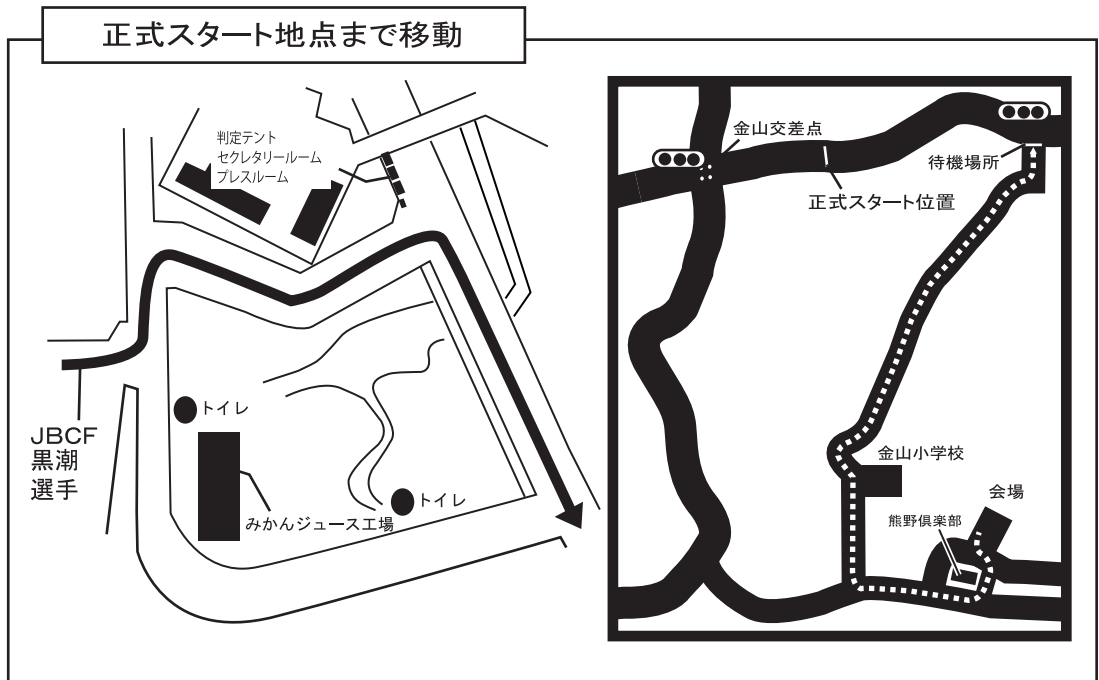 正式スタート地点まで移動
判定テント
セクレタリールーム
プレスルーム
トイレ
JBCF
黒潮
選手
みかんジュース工場
トイレ
金山交差点
待機場所
正式スタート位置
金山小学校
会場
熊野倶楽部